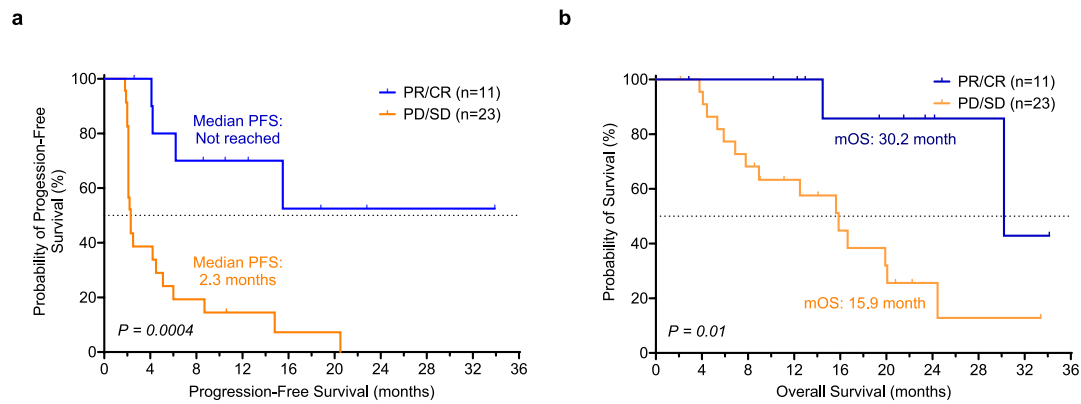 a
Probability of Progession-Free
Survival (%)
100
80
60
40
20
0
PR/CR (n=11)
PD/SD (n=23)
Median PFS:
Not reached
Median PFS:
2.3 months
P = 0.0004
0 4 8 12 16 20 24 28 32 36
Progression-Free Survival (months)
b
Probability of Survival (%)
100
80
60
40
20
0
PR/CR (n=11)
PD/SD (n=23)
mOS: 30.2 month
mOS: 15.9 month
P = 0.01
0 4 8 12 16 20 24 28 32 36
Overall Survival (months)